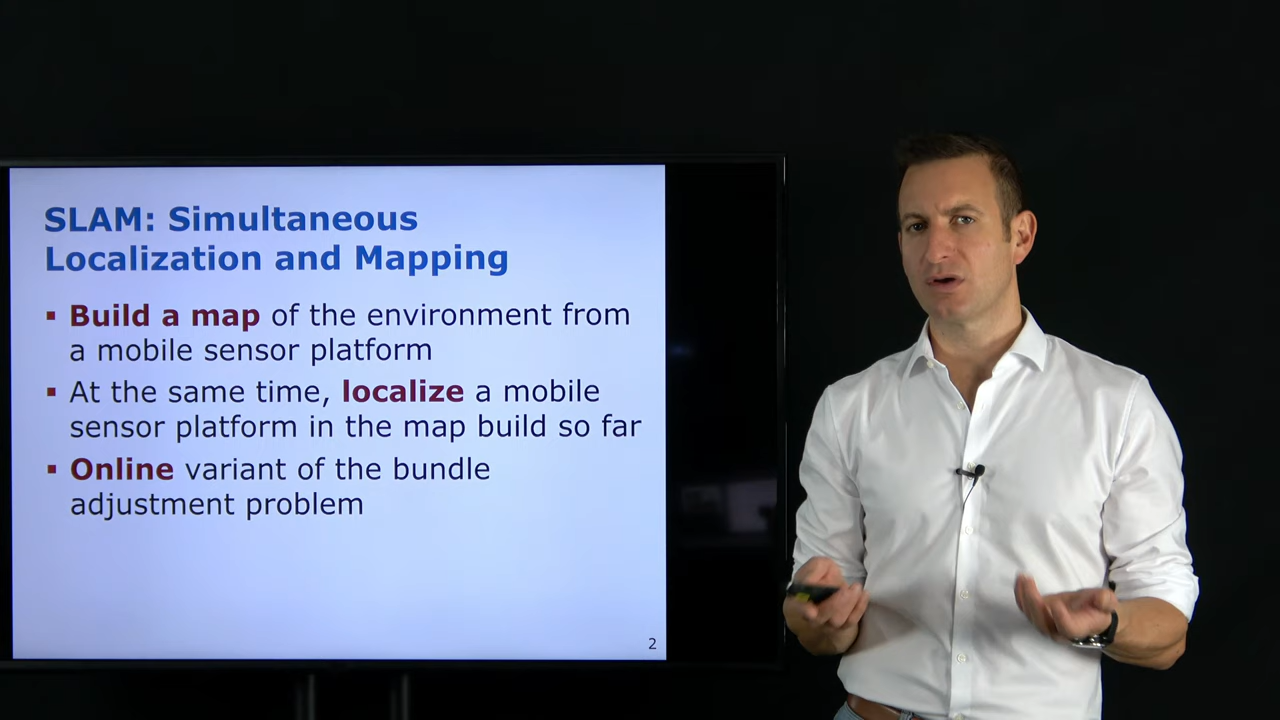 SLAM: Simultaneous
Localization and Mapping
▪ Build a map of the environment from
a mobile sensor platform
▪ At the same time, localize a mobile
sensor platform in the map build so far
▪ Online variant of the bundle
adjustment problem
2